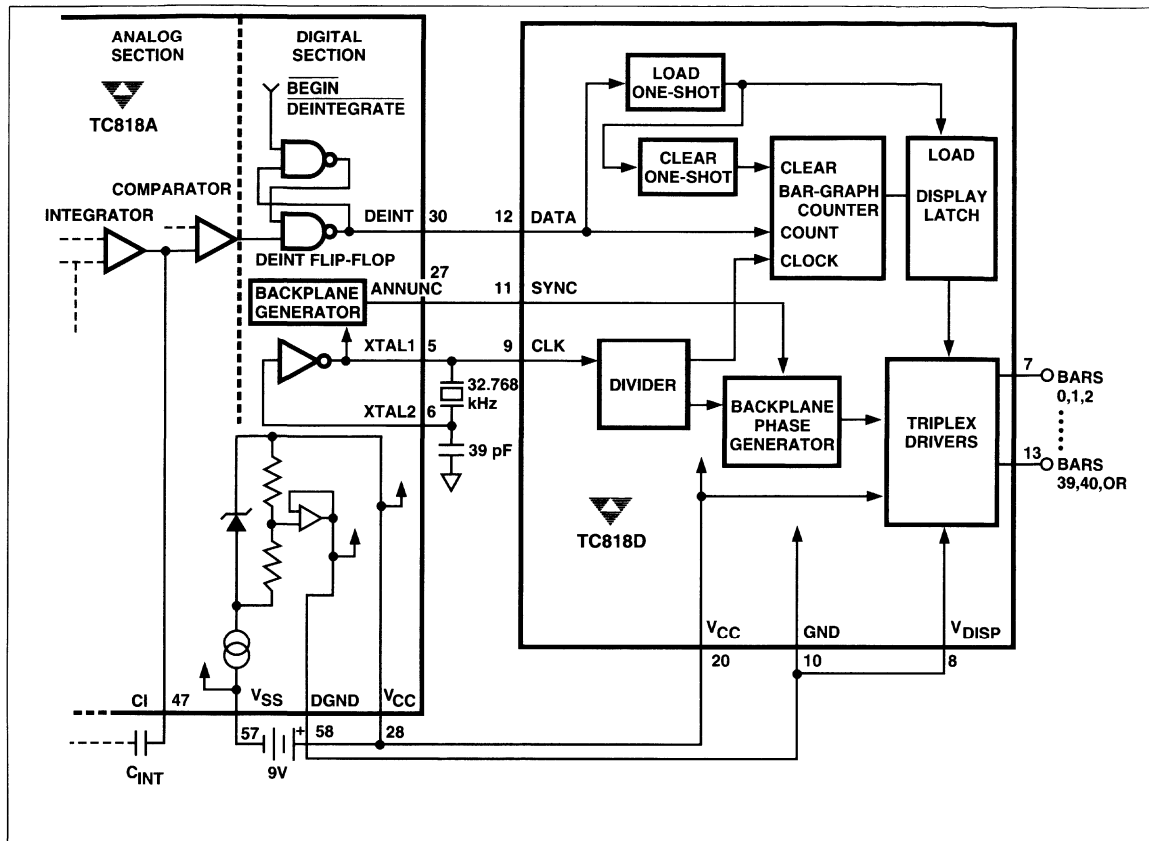 ANALOG
SECTION
DIGITAL
SECTION
TC818A
BEGIN
DEINTEGRATE
COMPARATOR
INTEGRATOR
DEINT 30
DEINT FLIP-FLOP
27
ANNUNC
BACKPLANE
GENERATOR
XTAL1 5
32.768
kHz
XTAL2 6
39 pF
CI 47
VSS
DGND
VCC
57
+
58
28
9V
CINT
LOAD
ONE-SHOT
CLEAR
ONE-SHOT
CLEAR
BAR-GRAPH
COUNTER
COUNT
CLOCK
LOAD
DISPLAY
LATCH
12 DATA
11 SYNC
9 CLK
DIVIDER
BACKPLANE
PHASE
GENERATOR
TRIPLEX
DRIVERS
7
BARS
0,1,2
13
BARS
39,40,OR
TC818D
VCC
GND
VDISP
20
10
8